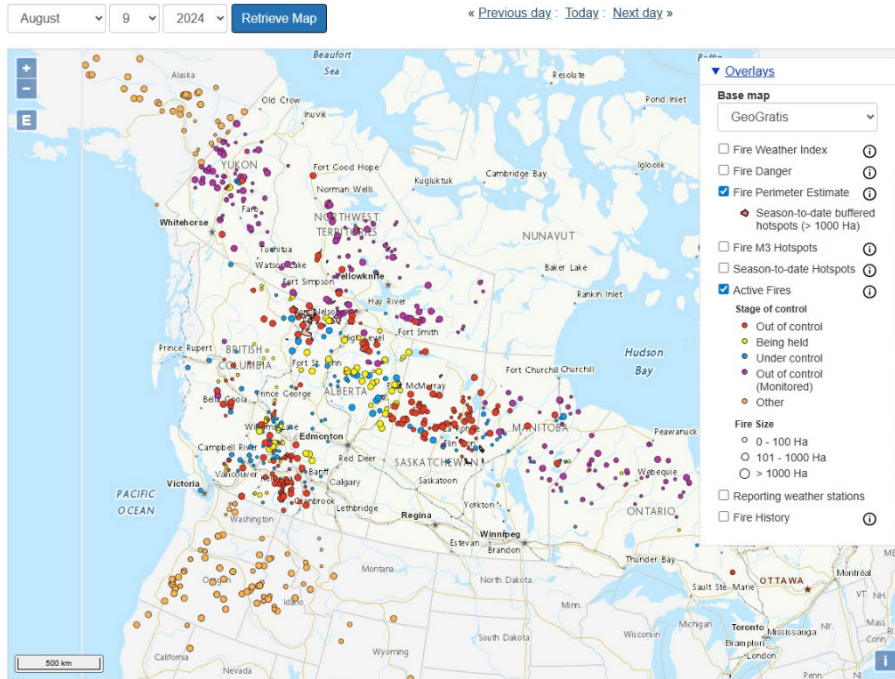 August 9 2024 Retrieve Map
« Previous day : Today : Next day »
+
−
E
Beaufort
Sea
Alaska
Old Crow
Inuvik
Resolute
Pond Inlet
Igloolik
Cambridge Bay
Kugluktuk
Fort Good Hope
Norman Wells
YUKON
Faro
Whitehorse
NORTHWEST
TERRITORIES
NUNAVUT
Baker Lake
Rankin Inlet
Watson Lake
Fort Simpson
Yellowknife
Hay River
Fort Smith
Prince Rupert
BRITISH
COLUMBIA
Fort St. John
Fort Churchill
Churchill
Hudson
Bay
Bella Coola
Prince George
ALBERTA
MANITOBA
Peawanuck
Webequie
Edmonton
Campbell River
Vancouver
Victoria
Banff
Red Deer
Calgary
Cranbrook
Lethbridge
SASKATCHEWAN
Saskatoon
Yorkton
Regina
Estevan
Winnipeg
Brandon
ONTARIO
Thunder Bay
PACIFIC
OCEAN
Washington
Oregon
Idaho
Montana
North Dakota
South Dakota
Wyoming
Minn.
Wisconsin
Michigan
Sault Ste. Marie
OTTAWA
Montréal
Toronto
Mississauga
Brampton
London
N.Y.
VT.
N.H.
Mass.
Penn.
California
Nevada
500 km
i
▼ Overlays
Base map
GeoGratis
Fire Weather Index
Fire Danger
Fire Perimeter Estimate
Season-to-date buffered
hotspots (> 1000 Ha)
Fire M3 Hotspots
Season-to-date Hotspots
Active Fires
Stage of control
Out of control
Being held
Under control
Out of control
(Monitored)
Other
Fire Size
0 - 100 Ha
101 - 1000 Ha
> 1000 Ha
Reporting weather stations
Fire History